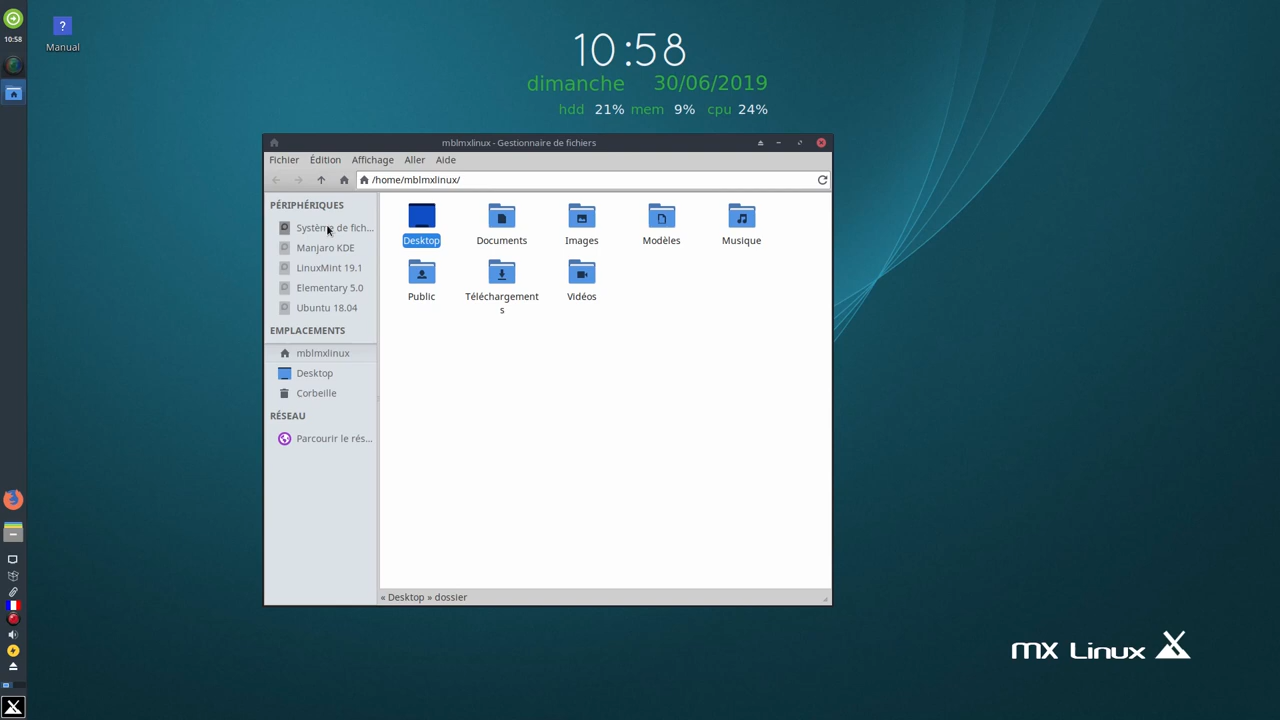 10:58
?
Manual
10:58
dimanche 30/06/2019
hdd 21% mem 9% cpu 24%
mblmxlinux - Gestionnaire de fichiers
Fichier Édition Affichage Aller Aide
/home/mblmxlinux/
PÉRIPHÉRIQUES
Système de fich...
Manjaro KDE
LinuxMint 19.1
Elementary 5.0
Ubuntu 18.04
EMPLACEMENTS
mblmxlinux
Desktop
Corbeille
RÉSEAU
Parcourir le rés...
Desktop Documents Images Modèles Musique
Public Téléchargement Vidéos
s
« Desktop » dossier
mx Linux